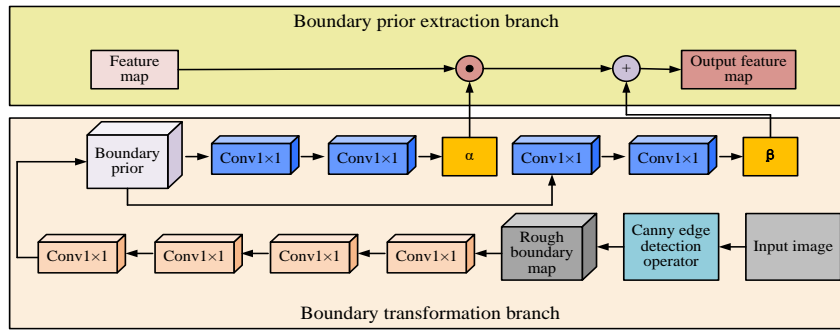 Boundary prior extraction branch
Feature
map
Output feature
map
Boundary
prior
Conv1×1
Conv1×1
α
Conv1×1
Conv1×1
β
Conv1×1
Conv1×1
Conv1×1
Conv1×1
Rough
boundary
map
Canny edge
detection
operator
Input image
Boundary transformation branch